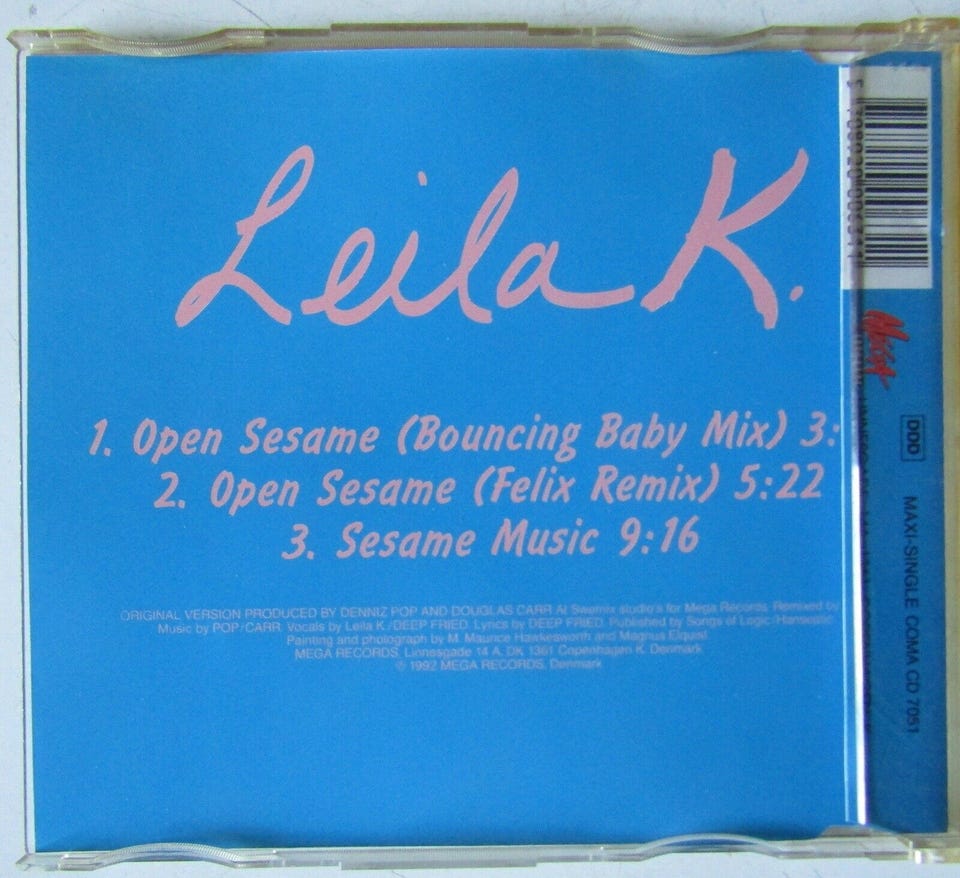 Leila K.
1. Open Sesame (Bouncing Baby Mix) 3:
2. Open Sesame (Felix Remix) 5:22
3. Sesame Music 9:16
ORIGINAL VERSION PRODUCED BY DENNIZ POP AND DOUGLAS CARR At Swemix studio's for Mega Records. Remixed by
Music by POP/CARR. Vocals by Leila K./DEEP FRIED. Lyrics by DEEP FRIED. Published by Songs of Logic/Hanseatic
Painting and photograph by M. Maurice Hawkesworth and Magnus Elquist
MEGA RECORDS, Linnesgade 14 A, DK 1361 Copenhagen K. Denmark
℗ 1992 MEGA RECORDS, Denmark
MEGA
DDD
MAXI-SINGLE COMA CD 7051